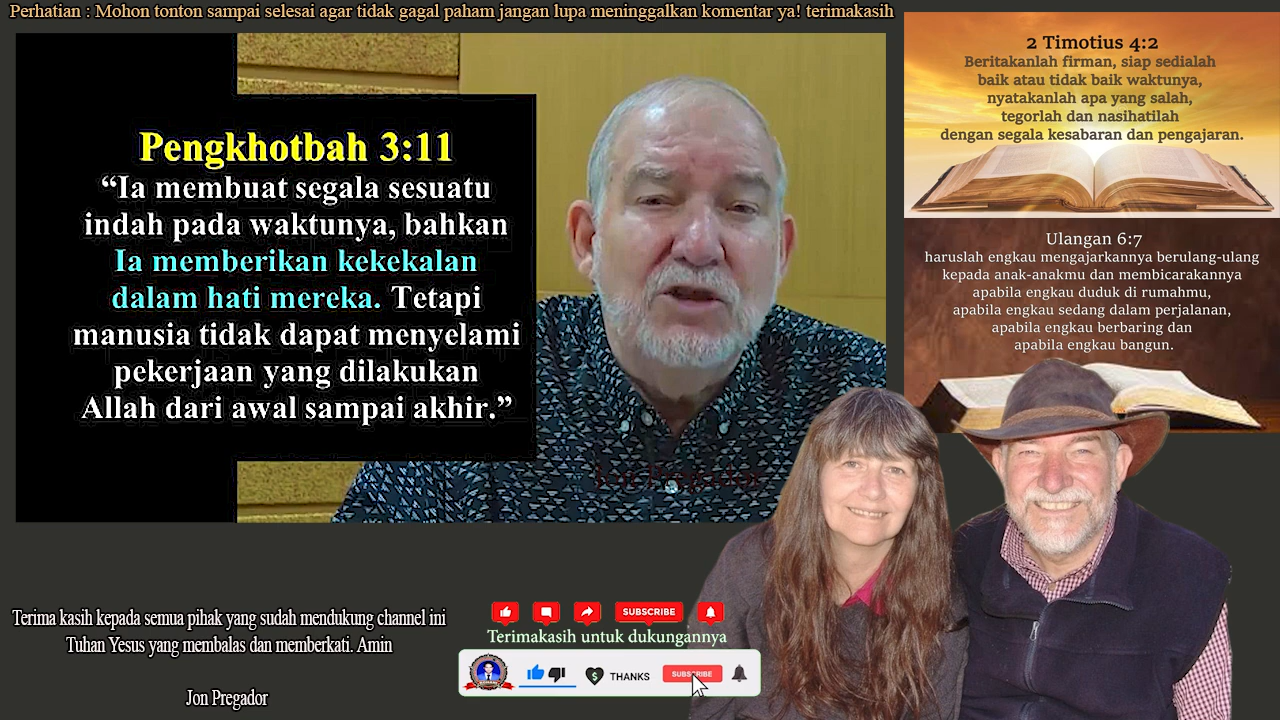 Perhatian : Mohon tonton sampai selesai agar tidak gagal paham jangan lupa meninggalkan komentar ya! terimakasih
Pengkhotbah 3:11
“Ia membuat segala sesuatu
indah pada waktunya, bahkan
Ia memberikan kekekalan
dalam hati mereka. Tetapi
manusia tidak dapat menyelami
pekerjaan yang dilakukan
Allah dari awal sampai akhir.”
2 Timotius 4:2
Beritakanlah firman, siap sedialah
baik atau tidak baik waktunya,
nyatakanlah apa yang salah,
tegorlah dan nasihatilah
dengan segala kesabaran dan pengajaran.
Ulangan 6:7
haruslah engkau mengajarkannya berulang-ulang
kepada anak-anakmu dan membicarakannya
apabila engkau duduk di rumahmu,
apabila engkau sedang dalam perjalanan,
apabila engkau berbaring dan
apabila engkau bangun.
Terima kasih kepada semua pihak yang sudah mendukung channel ini
Tuhan Yesus yang membalas dan memberkati. Amin
Jon Pregador
SUBSCRIBE
Terimakasih untuk dukungannya
THANKS
SUBSCRIBE